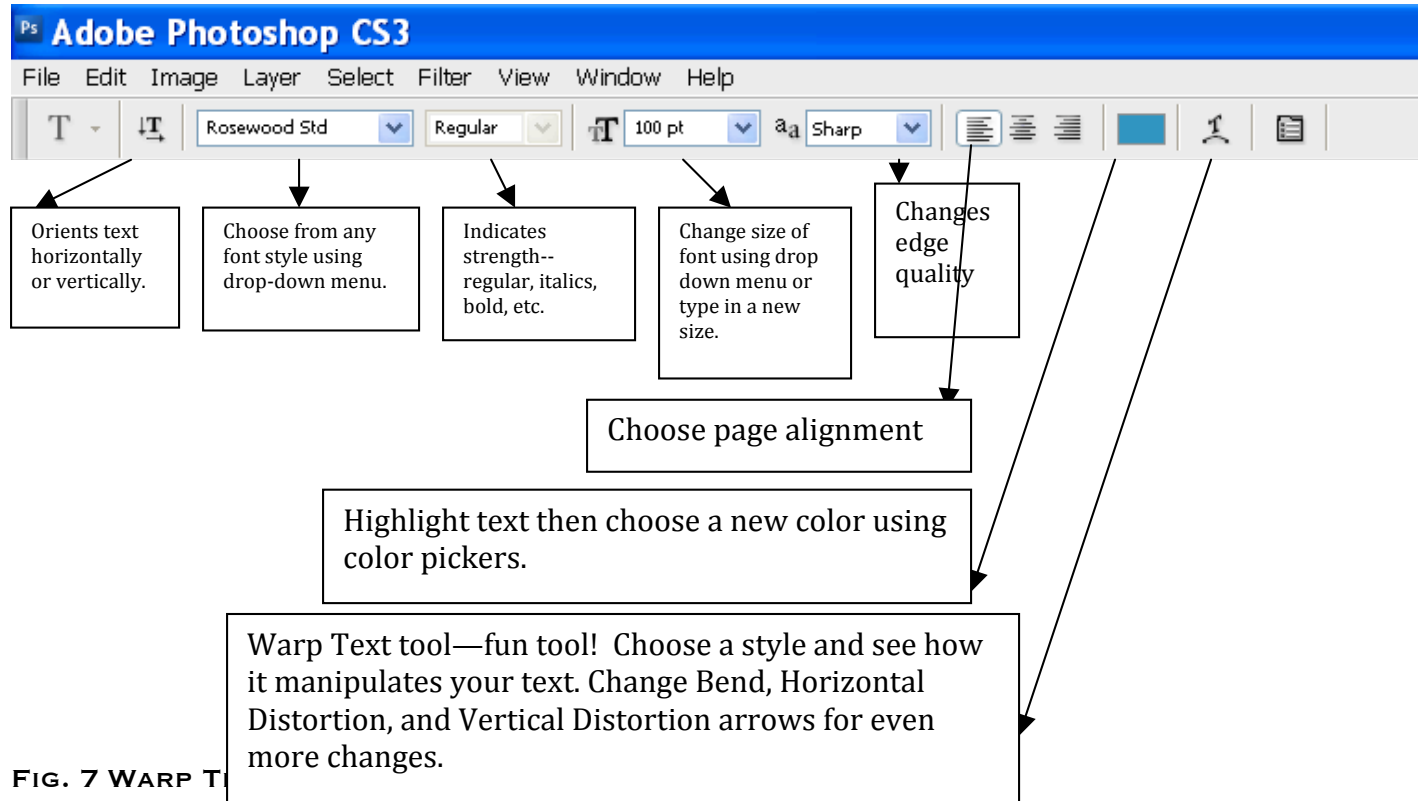 Ps Adobe Photoshop CS3
File Edit Image Layer Select Filter View Window Help
T T Rosewood Std Regular TT 100 pt aa Sharp
Orients text
horizontally
or vertically.
Choose from any
font style using
drop-down menu.
Indicates
strength--
regular, italics,
bold, etc.
Change size of
font using drop
down menu or
type in a new
size.
Changes
edge
quality
Choose page alignment
Highlight text then choose a new color using
color pickers.
Warp Text tool—fun tool! Choose a style and see how
it manipulates your text. Change Bend, Horizontal
Distortion, and Vertical Distortion arrows for even
more changes.
FIG. 7 WARP